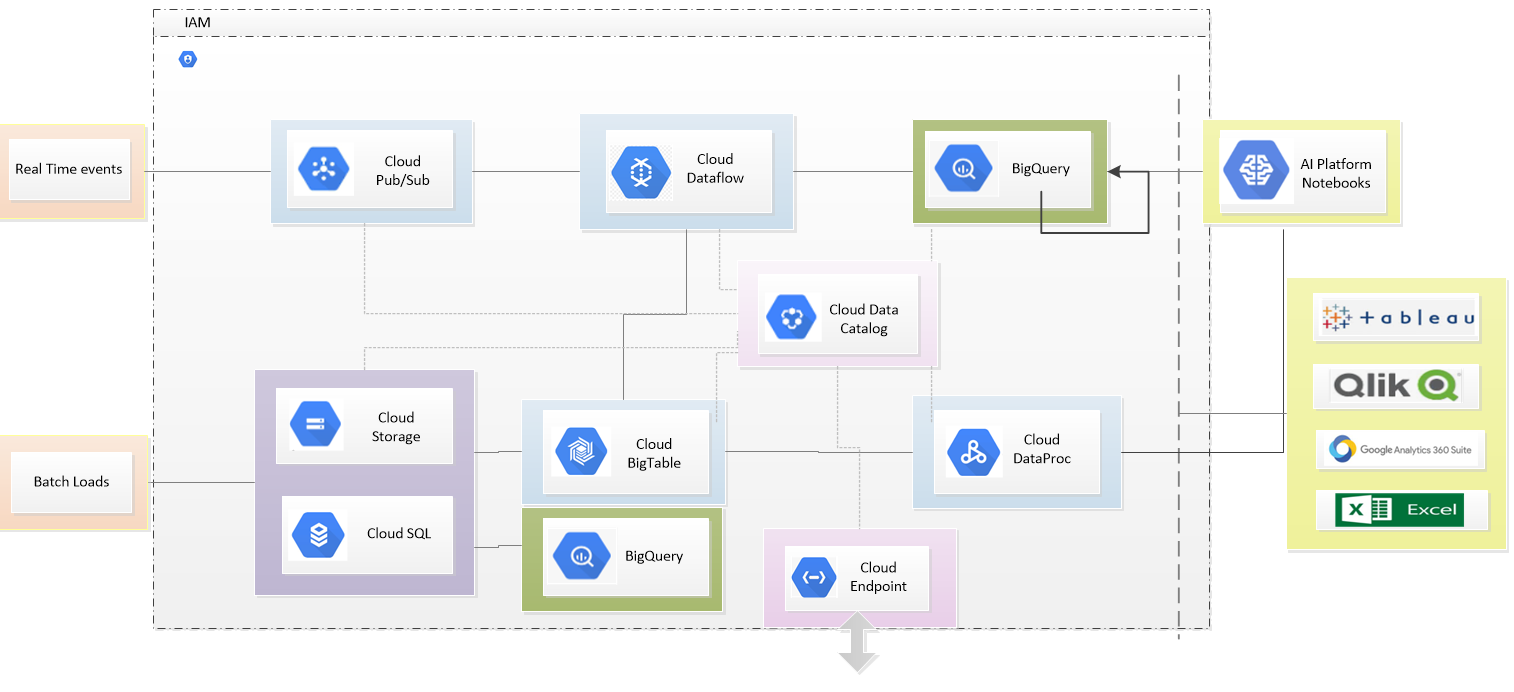 IAM
Real Time events
Cloud
Pub/Sub
Cloud
Dataflow
BigQuery
AI Platform
Notebooks
Cloud Data
Catalog
+ableau
Qlik
Google Analytics 360 Suite
X
Excel
Batch Loads
Cloud
Storage
Cloud SQL
Cloud
BigTable
BigQuery
Cloud
DataProc
Cloud
Endpoint